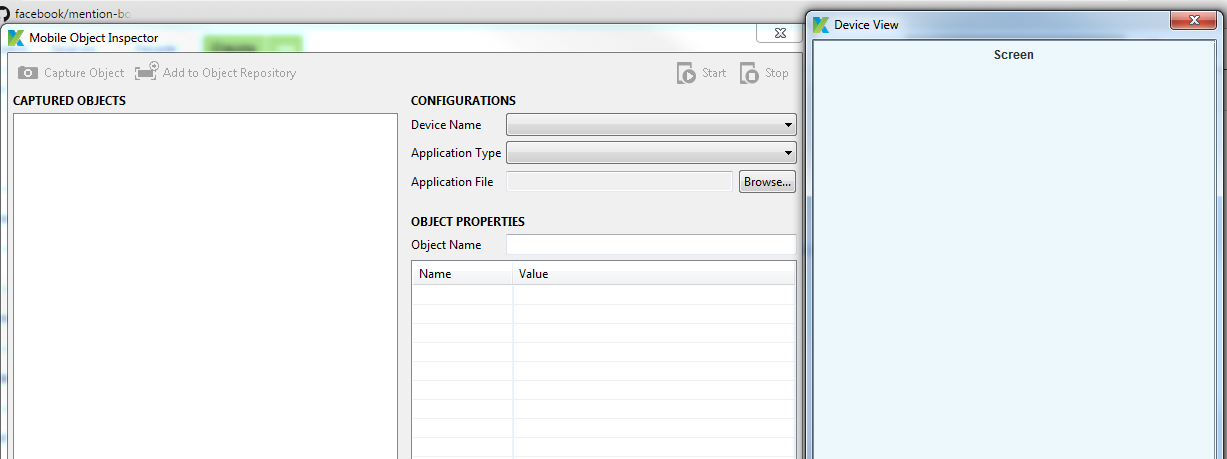 facebook/mention-bo
Mobile Object Inspector
Capture Object
Add to Object Repository
Start
Stop
CAPTURED OBJECTS
CONFIGURATIONS
Device Name
Application Type
Application File
Browse...
OBJECT PROPERTIES
Object Name
Name
Value
Device View
Screen